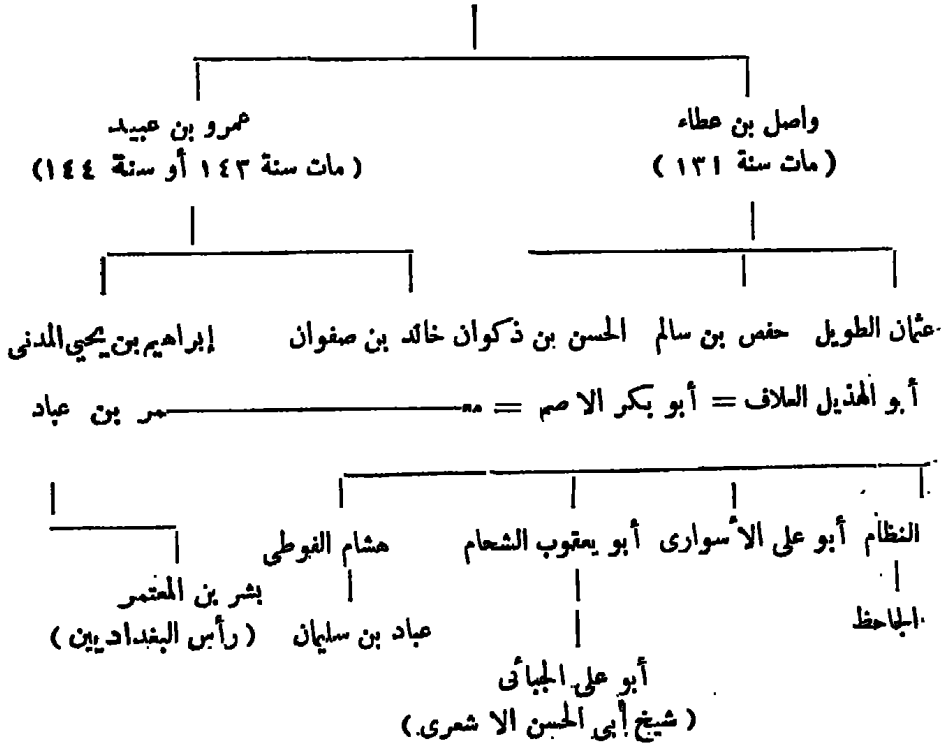 واصل بن عطاء
عمرو بن عبيد
(مات سنة ١٣١)
(مات سنة ١٤٣ أو سنة ١٤٤)
عثمان الطويل حفص بن سالم الحسن بن ذكوان خالد بن صفوان إبراهيم بن يحيى المدنى
أبو الهذيل العلاف = أبو بكر الاصم = معمر بن عباد
النظام أبو على الأسوارى أبو يعقوب الشحام هشام الفوطى
بشر بن المعتمر
الجاحظ
عباد بن سليمان
(رأس البغداديين)
أبو على الجبائى
(شيخ أبى الحسن الاشعرى)